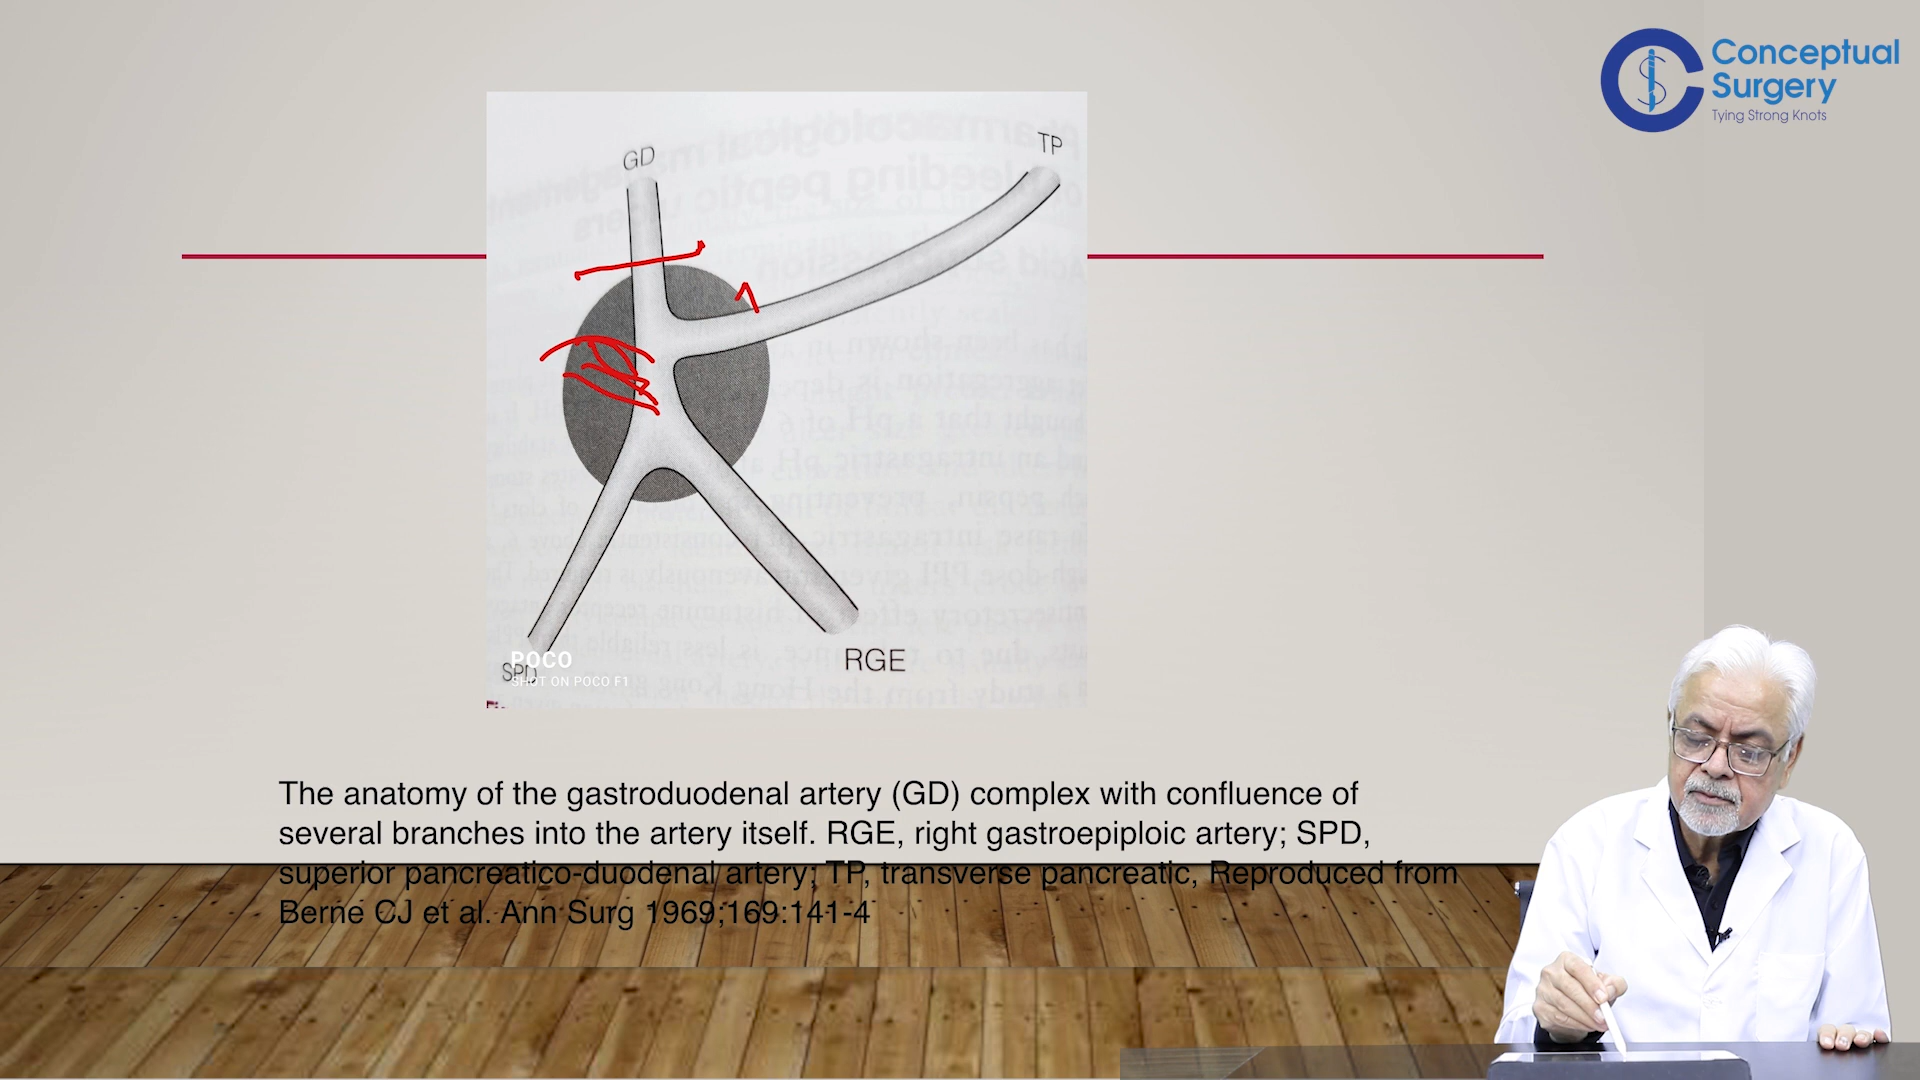 Conceptual
Surgery
Tying Strong Knots
GD
TP
SPD
POCO
SHOT ON POCO F1
RGE
The anatomy of the gastroduodenal artery (GD) complex with confluence of
several branches into the artery itself. RGE, right gastroepiploic artery; SPD,
superior pancreatico-duodenal artery; TP, transverse pancreatic, Reproduced from
Berne CJ et al. Ann Surg 1969;169:141-4